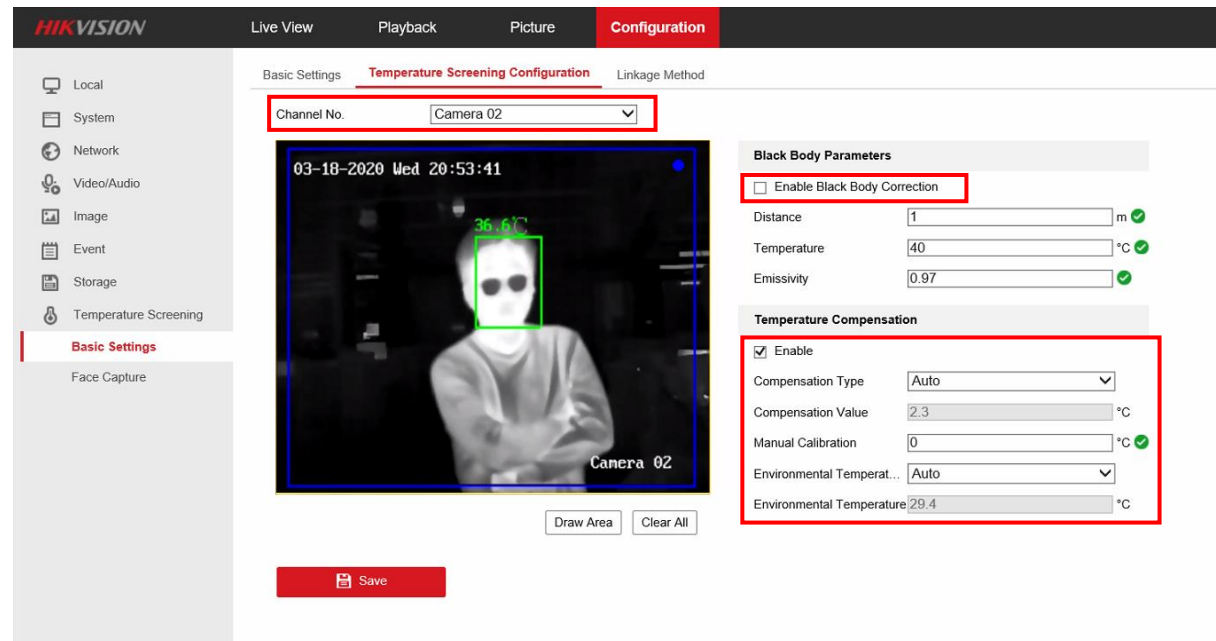 HIKVISION
Live View Playback Picture Configuration
Local
System
Network
Video/Audio
Image
Event
Storage
Temperature Screening
Basic Settings
Face Capture
Basic Settings Temperature Screening Configuration Linkage Method
Channel No. Camera 02
03-18-2020 Wed 20:53:41
36.6℃
Camera 02
Draw Area Clear All
Save
Black Body Parameters
Enable Black Body Correction
Distance 1 m
Temperature 40 °C
Emissivity 0.97
Temperature Compensation
Enable
Compensation Type Auto
Compensation Value 2.3 °C
Manual Calibration 0 °C
Environmental Temperat... Auto
Environmental Temperature 29.4 °C